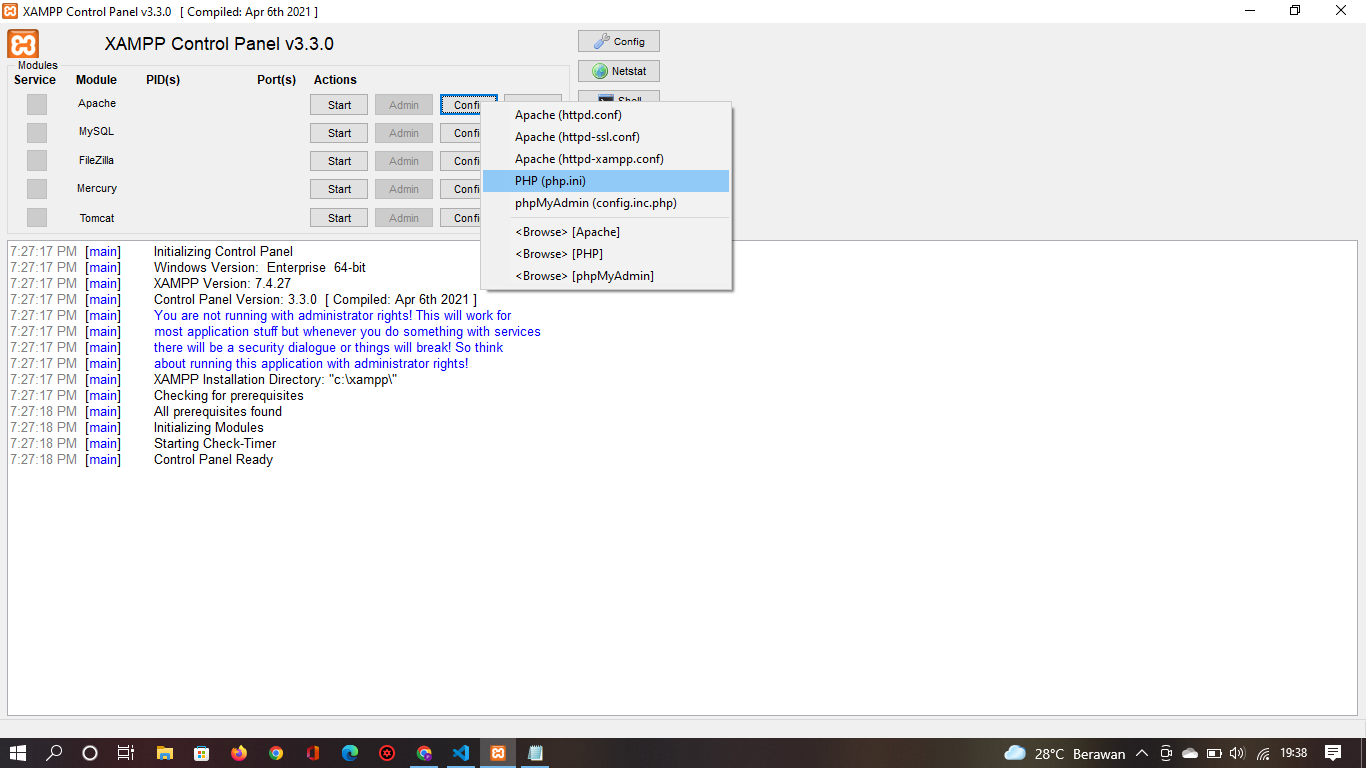 XAMPP Control Panel v3.3.0 [ Compiled: Apr 6th 2021 ]
XAMPP Control Panel v3.3.0
Config
Modules
Netstat
Service Module PID(s) Port(s) Actions
Shell
Apache Start Admin Config
MySQL Start Admin Config
FileZilla Start Admin Config
Mercury Start Admin Config
Tomcat Start Admin Config
Apache (httpd.conf)
Apache (httpd-ssl.conf)
Apache (httpd-xampp.conf)
PHP (php.ini)
phpMyAdmin (config.inc.php)
<Browse> [Apache]
<Browse> [PHP]
<Browse> [phpMyAdmin]
7:27:17 PM [main] Initializing Control Panel
7:27:17 PM [main] Windows Version: Enterprise 64-bit
7:27:17 PM [main] XAMPP Version: 7.4.27
7:27:17 PM [main] Control Panel Version: 3.3.0 [ Compiled: Apr 6th 2021 ]
7:27:17 PM [main] You are not running with administrator rights! This will work for
7:27:17 PM [main] most application stuff but whenever you do something with services
7:27:17 PM [main] there will be a security dialogue or things will break! So think
7:27:17 PM [main] about running this application with administrator rights!
7:27:17 PM [main] XAMPP Installation Directory: "c:\xampp\"
7:27:17 PM [main] Checking for prerequisites
7:27:18 PM [main] All prerequisites found
7:27:18 PM [main] Initializing Modules
7:27:18 PM [main] Starting Check-Timer
7:27:18 PM [main] Control Panel Ready
28°C Berawan 19:38